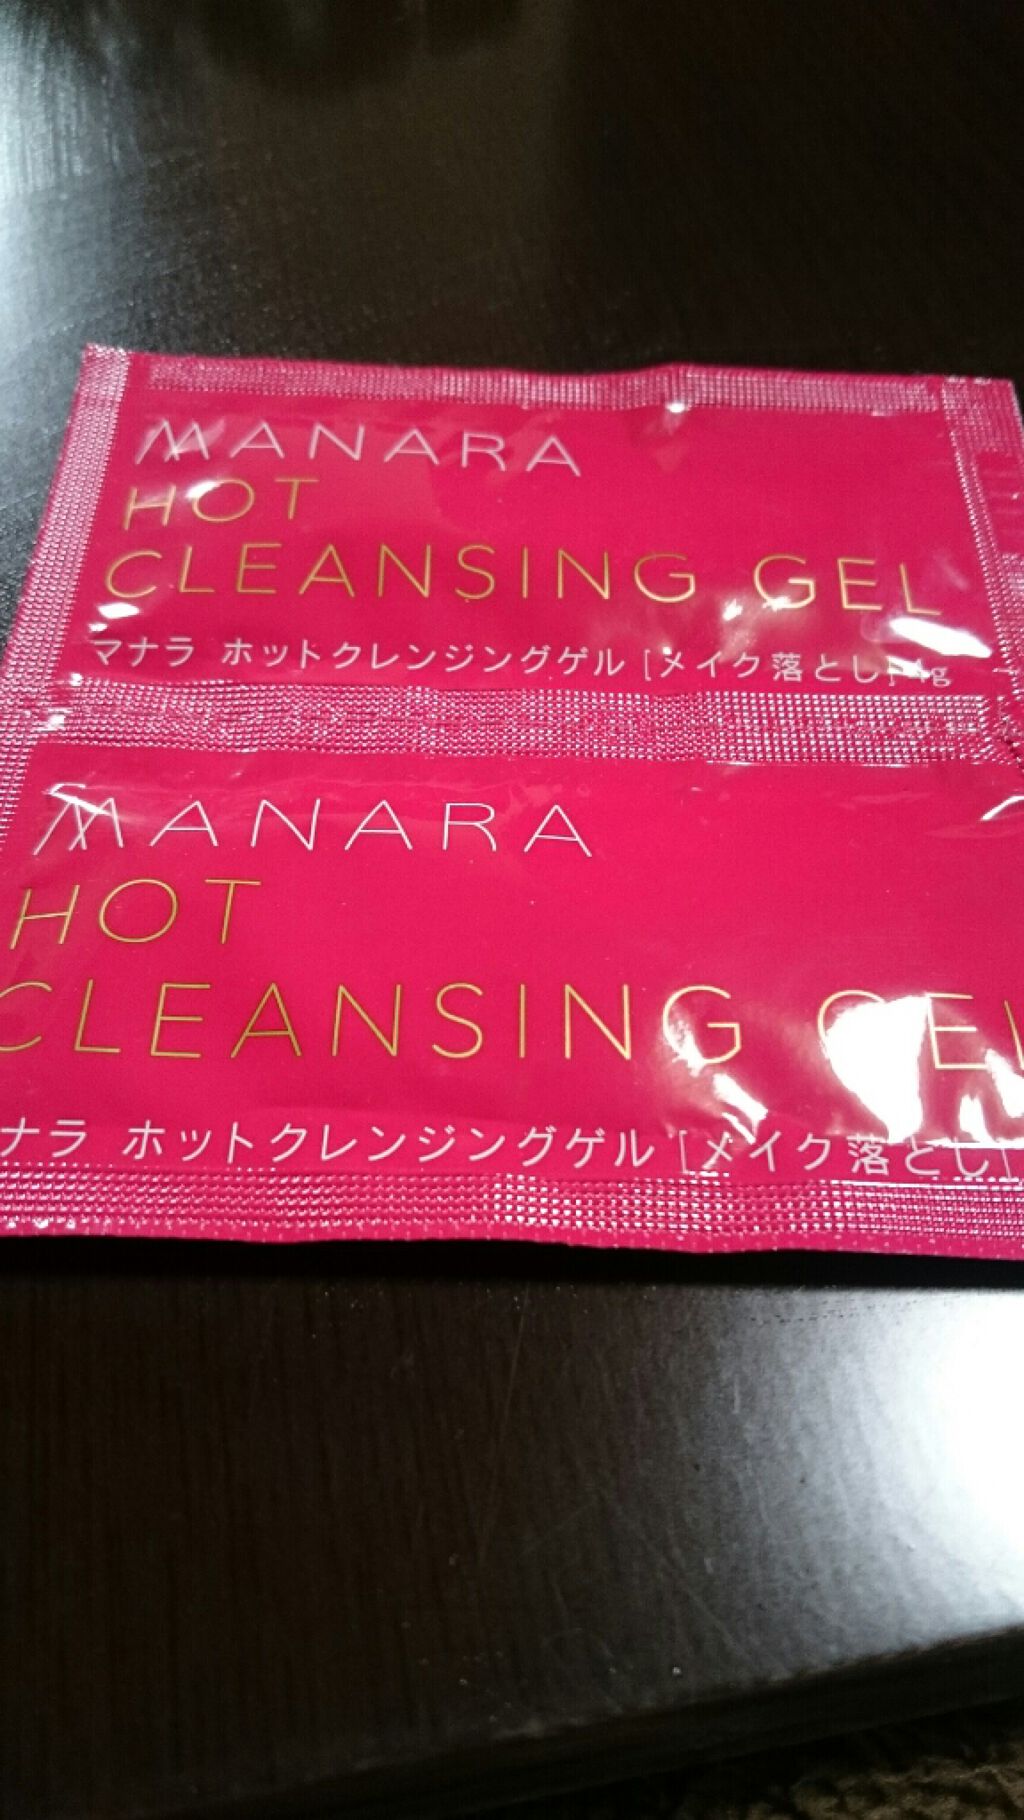 MANARA
HOT
CLEANSING GEL
マナラ ホットクレンジングゲル [メイク落とし] 4g
MANARA
HOT
CLEANSING GEL
ナラ ホットクレンジングゲル [メイク落とし]